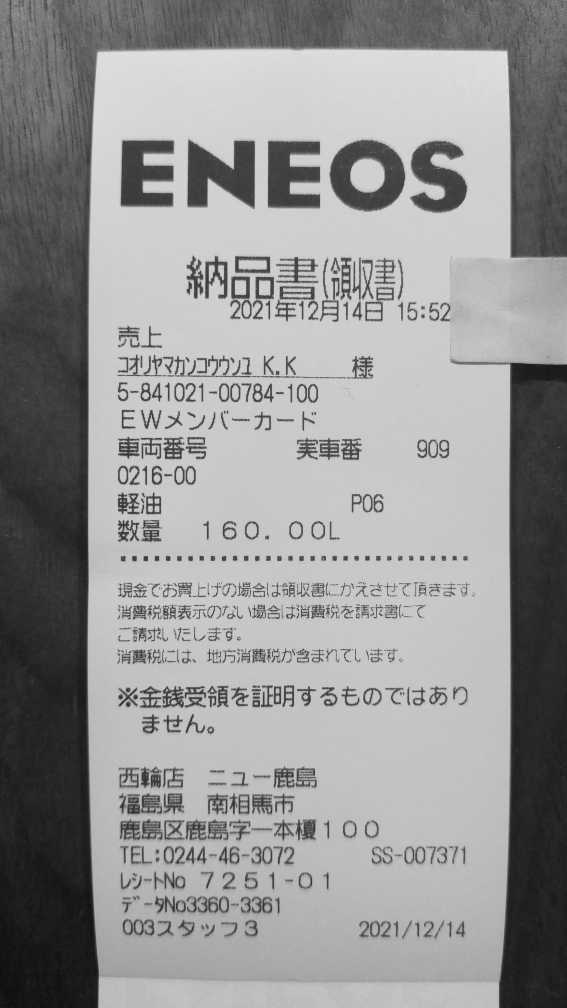 ENEOS
納品書(領収書)
2021年12月14日 15:52
売上
コオリヤマカンコウウンユ K.K 様
5-841021-00784-100
EWメンバーカード
車両番号 実車番 909
0216-00
軽油 P06
数量 160.00L
現金でお買上げの場合は領収書にかえさせて頂きます。
消費税額表示のない場合は消費税を請求書にて
ご請求いたします。
消費税には、地方消費税が含まれています。
※金銭受領を証明するものではあり
ません。
西輪店 ニュー鹿島
福島県 南相馬市
鹿島区鹿島字一本榎100
TEL:0244-46-3072 SS-007371
レシートNo 7251-01
データNo3360-3361
003スタッフ3 2021/12/14